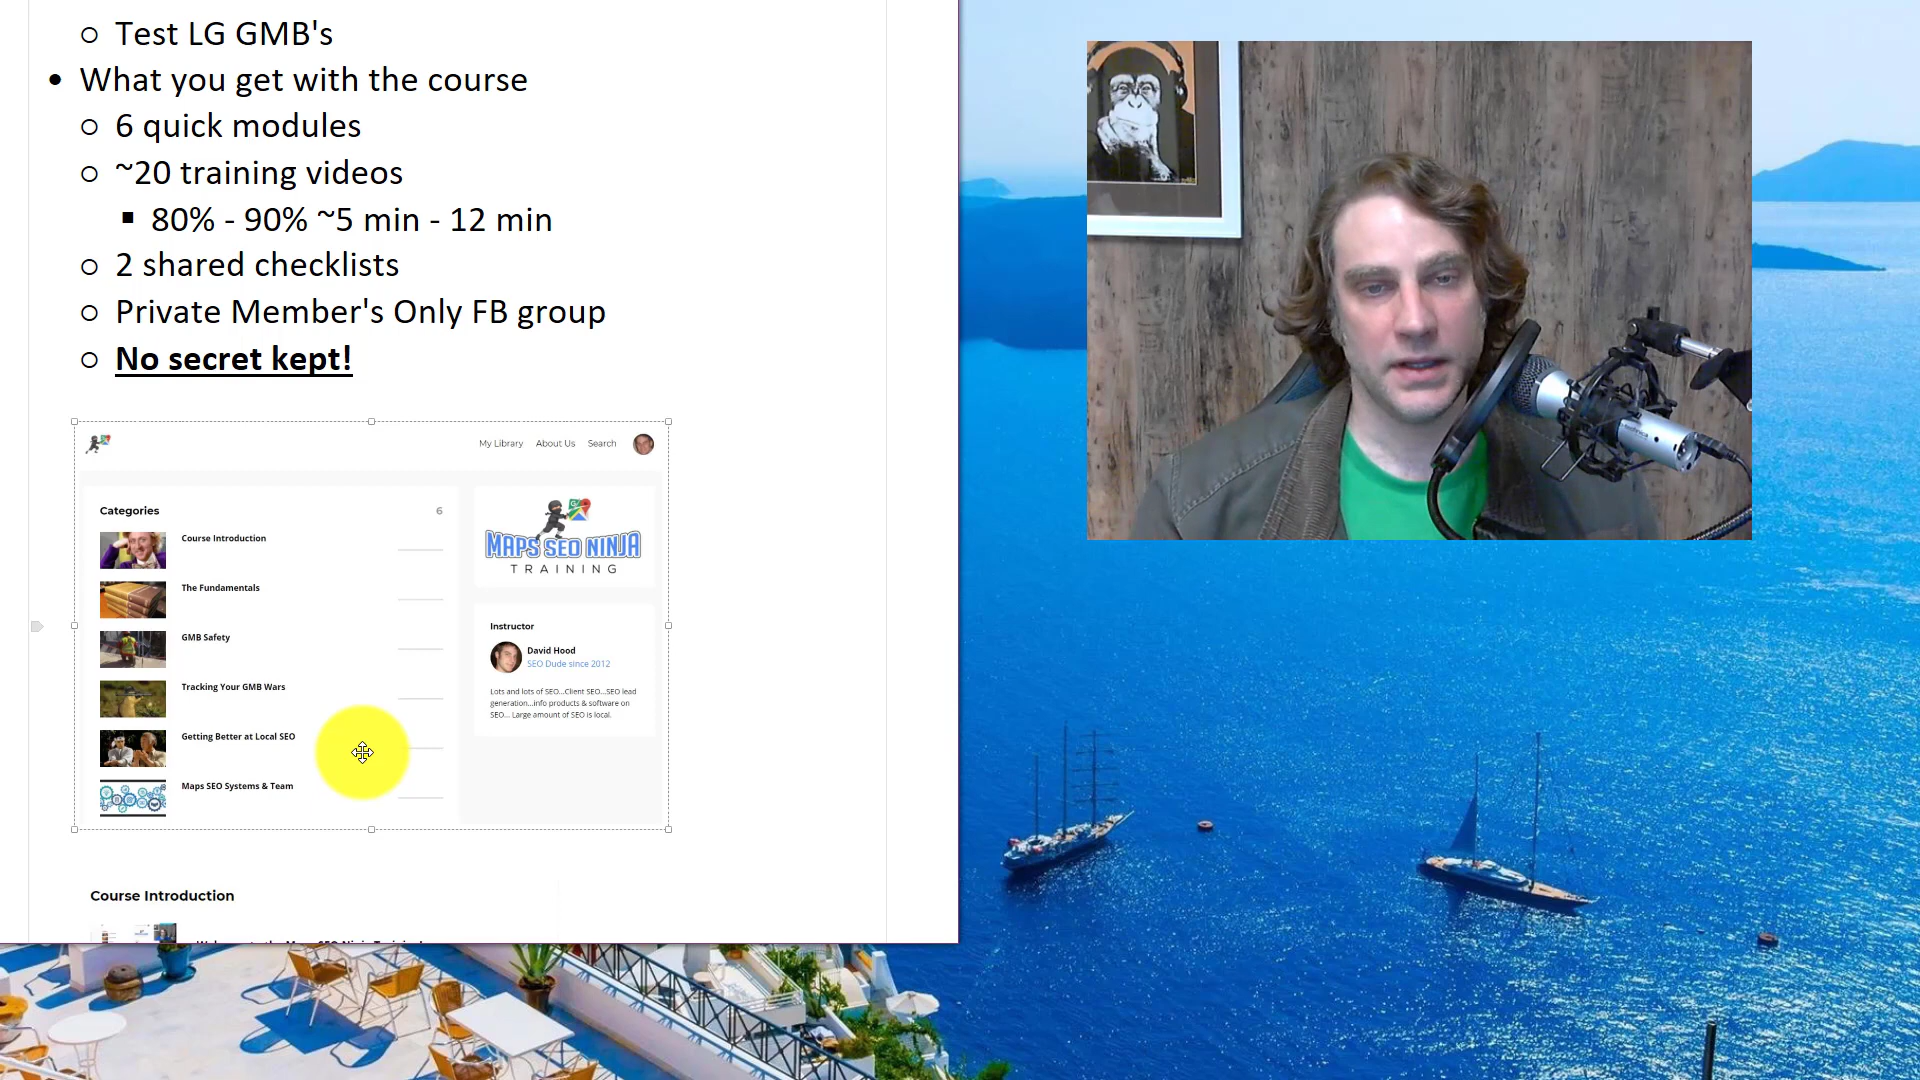 Test LG GMB's
What you get with the course
6 quick modules
~20 training videos
80% - 90% ~5 min - 12 min
2 shared checklists
Private Member's Only FB group
No secret kept!
My Library About Us Search
Categories 6
Course Introduction
The Fundamentals
GMB Safety
Tracking Your GMB Wars
Getting Better at Local SEO
Maps SEO Systems & Team
MAPS SEO NINJA
TRAINING
Instructor
David Hood
SEO Dude since 2012
Lots and lots of SEO...Client SEO...SEO lead
generation...info products & software on
SEO... Large amount of SEO is local.
Course Introduction